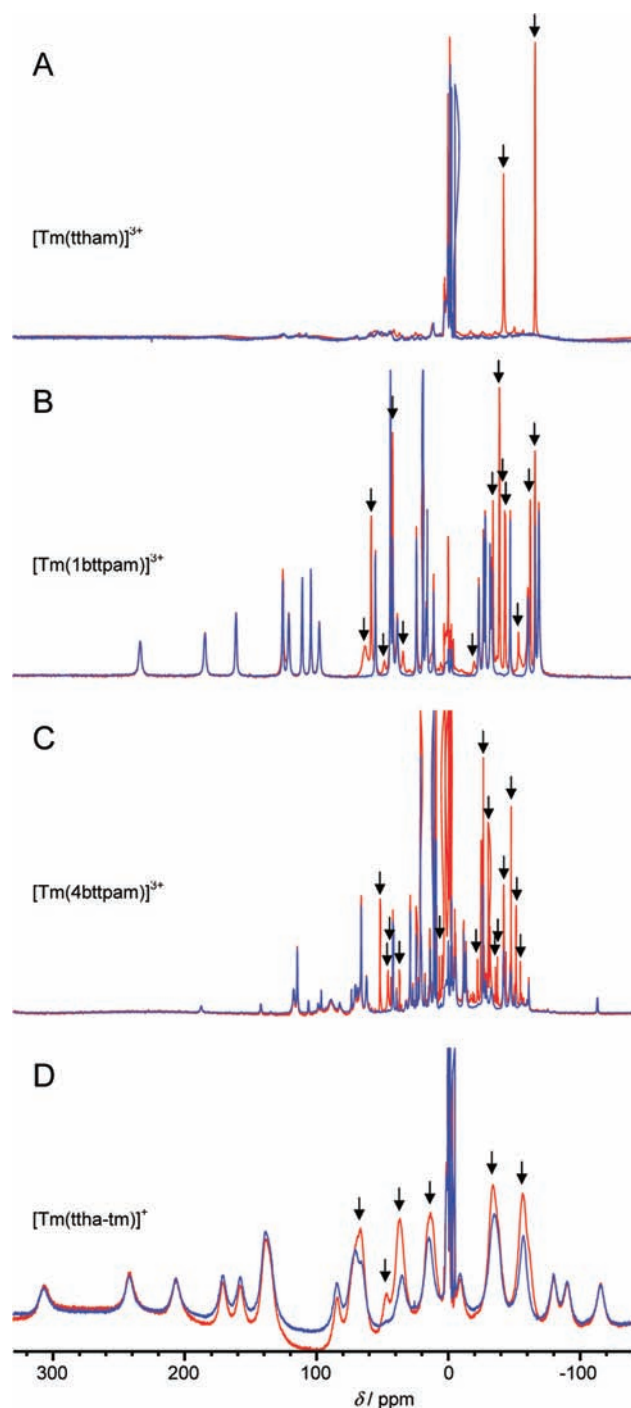 A
[Tm(ttham)]³⁺
B
[Tm(1bttpam)]³⁺
C
[Tm(4bttpam)]³⁺
D
[Tm(ttha-tm)]⁺
300 200 100 0 -100
δ / ppm